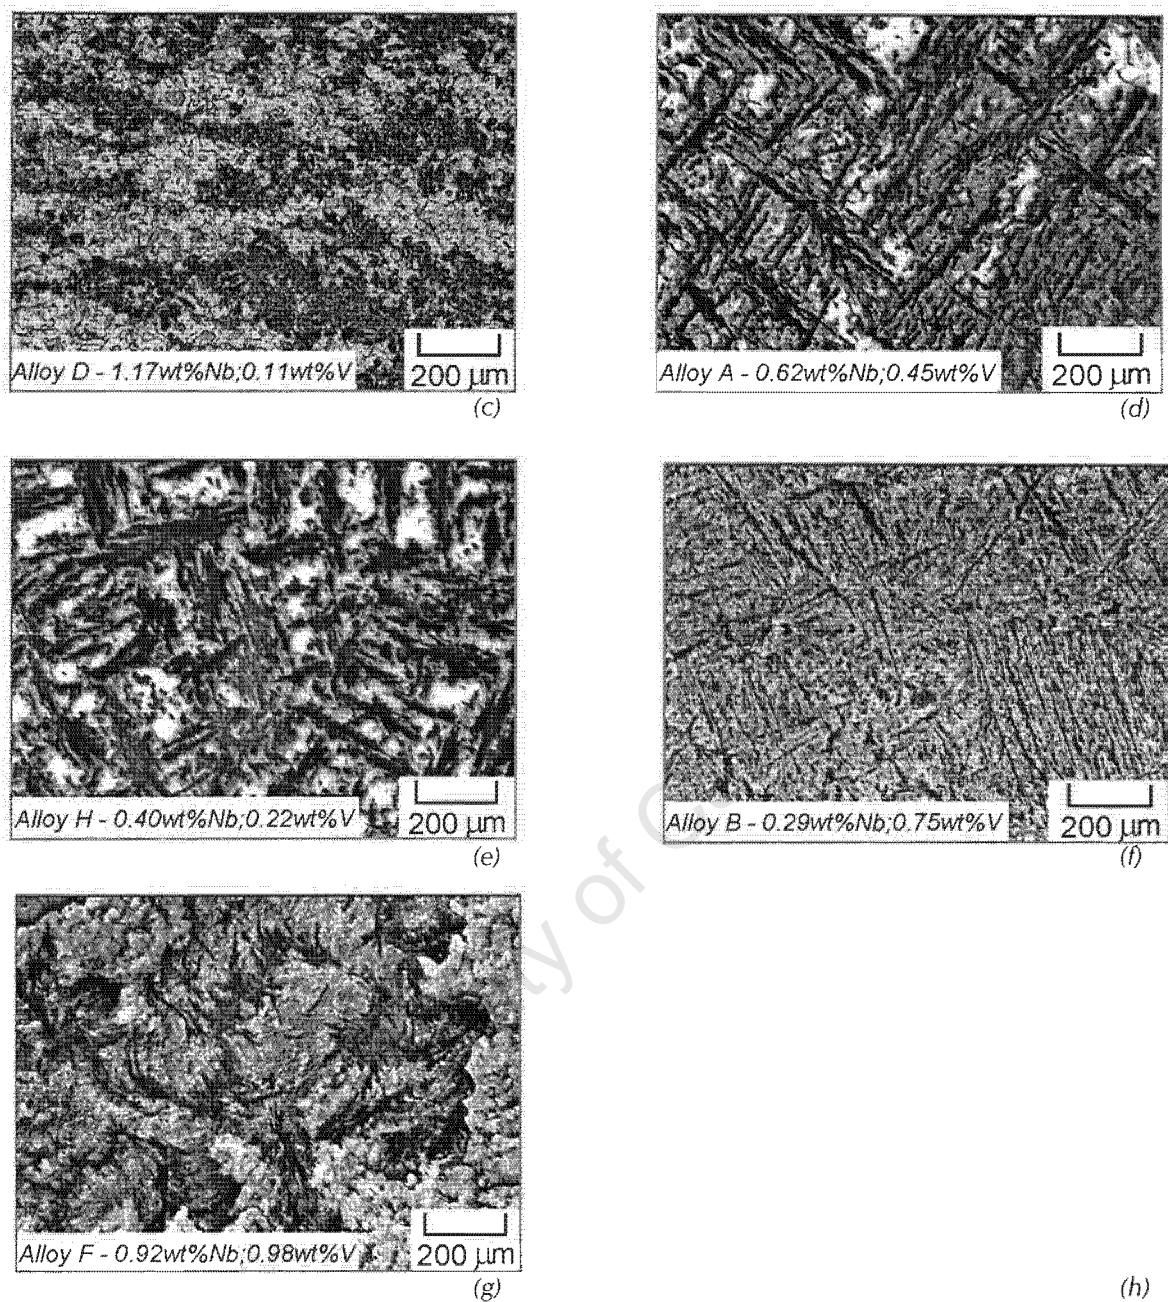 Alloy D - 1.17wt%Nb;0.11wt%V
200 μm
(c)
Alloy A - 0.62wt%Nb;0.45wt%V
200 μm
(d)
Alloy H - 0.40wt%Nb;0.22wt%V
200 μm
(e)
Alloy B - 0.29wt%Nb;0.75wt%V
200 μm
(f)
Alloy F - 0.92wt%Nb;0.98wt%V
200 μm
(g)
(h)
ty of C